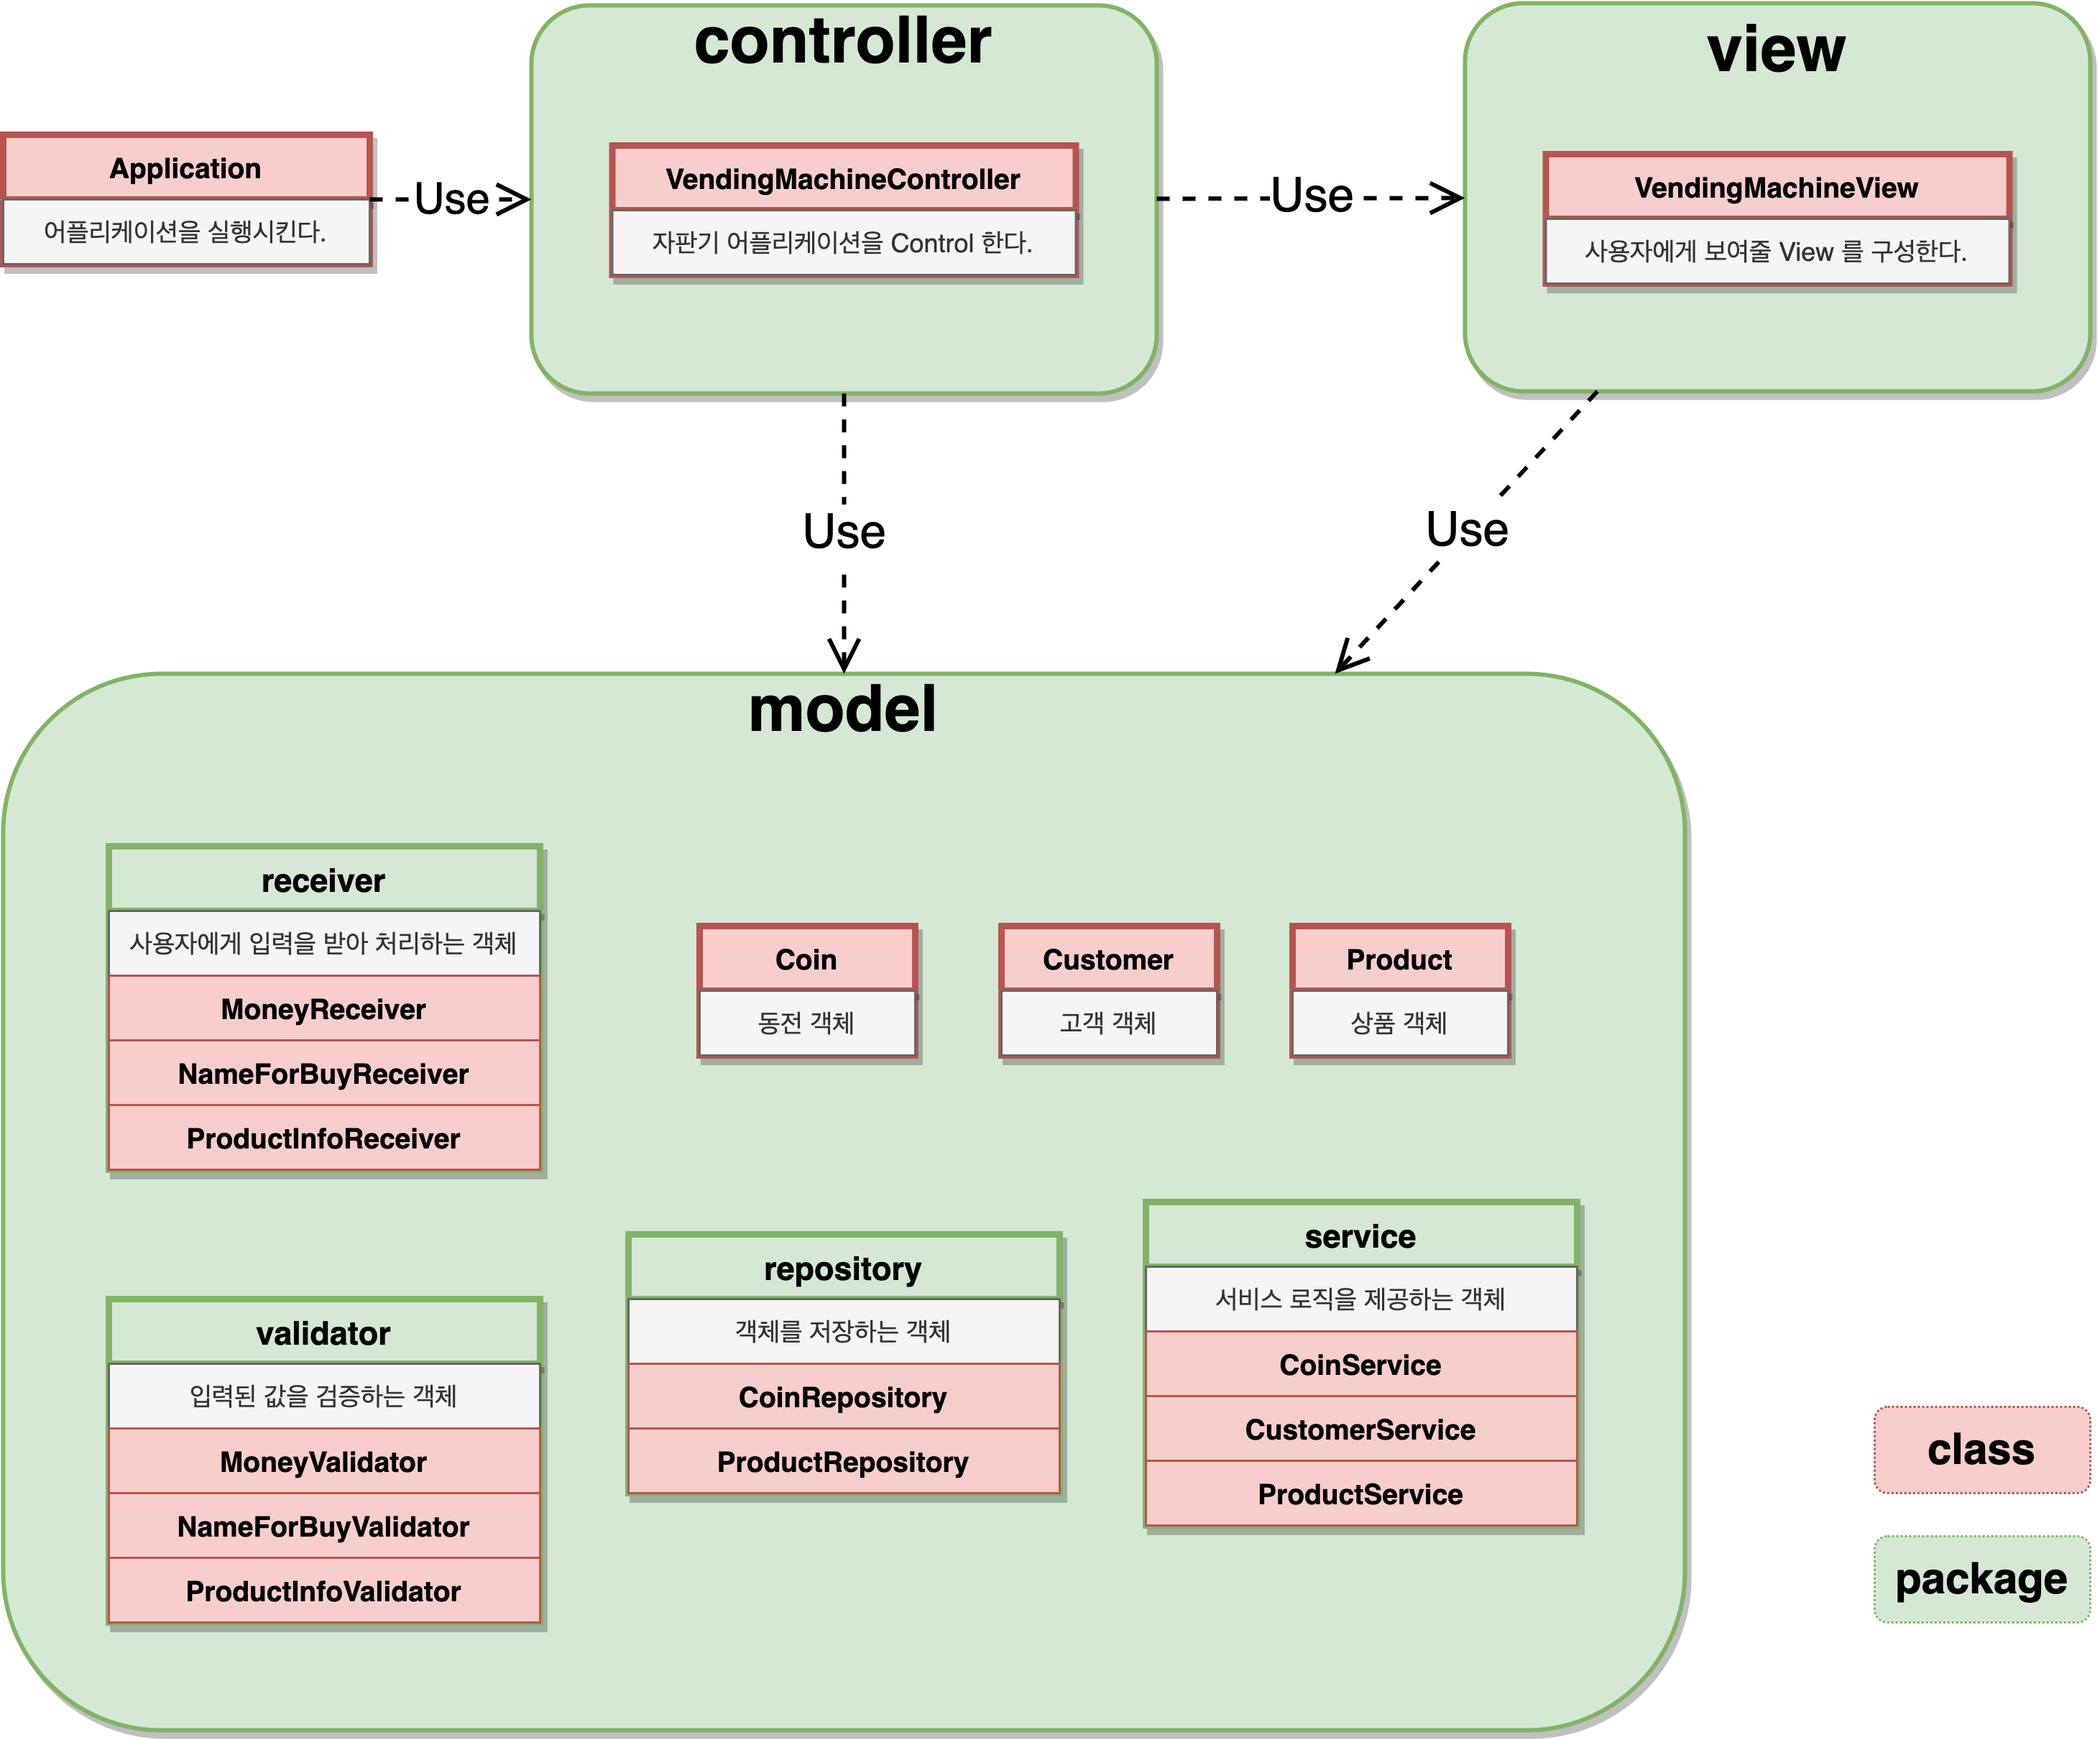 controller
view
Application
어플리케이션을 실행시킨다.
Use
VendingMachineController
자판기 어플리케이션을 Control 한다.
Use
VendingMachineView
사용자에게 보여줄 View 를 구성한다.
Use
Use
model
receiver
사용자에게 입력을 받아 처리하는 객체
MoneyReceiver
NameForBuyReceiver
ProductInfoReceiver
Coin
동전 객체
Customer
고객 객체
Product
상품 객체
validator
입력된 값을 검증하는 객체
MoneyValidator
NameForBuyValidator
ProductInfoValidator
repository
객체를 저장하는 객체
CoinRepository
ProductRepository
service
서비스 로직을 제공하는 객체
CoinService
CustomerService
ProductService
class
package